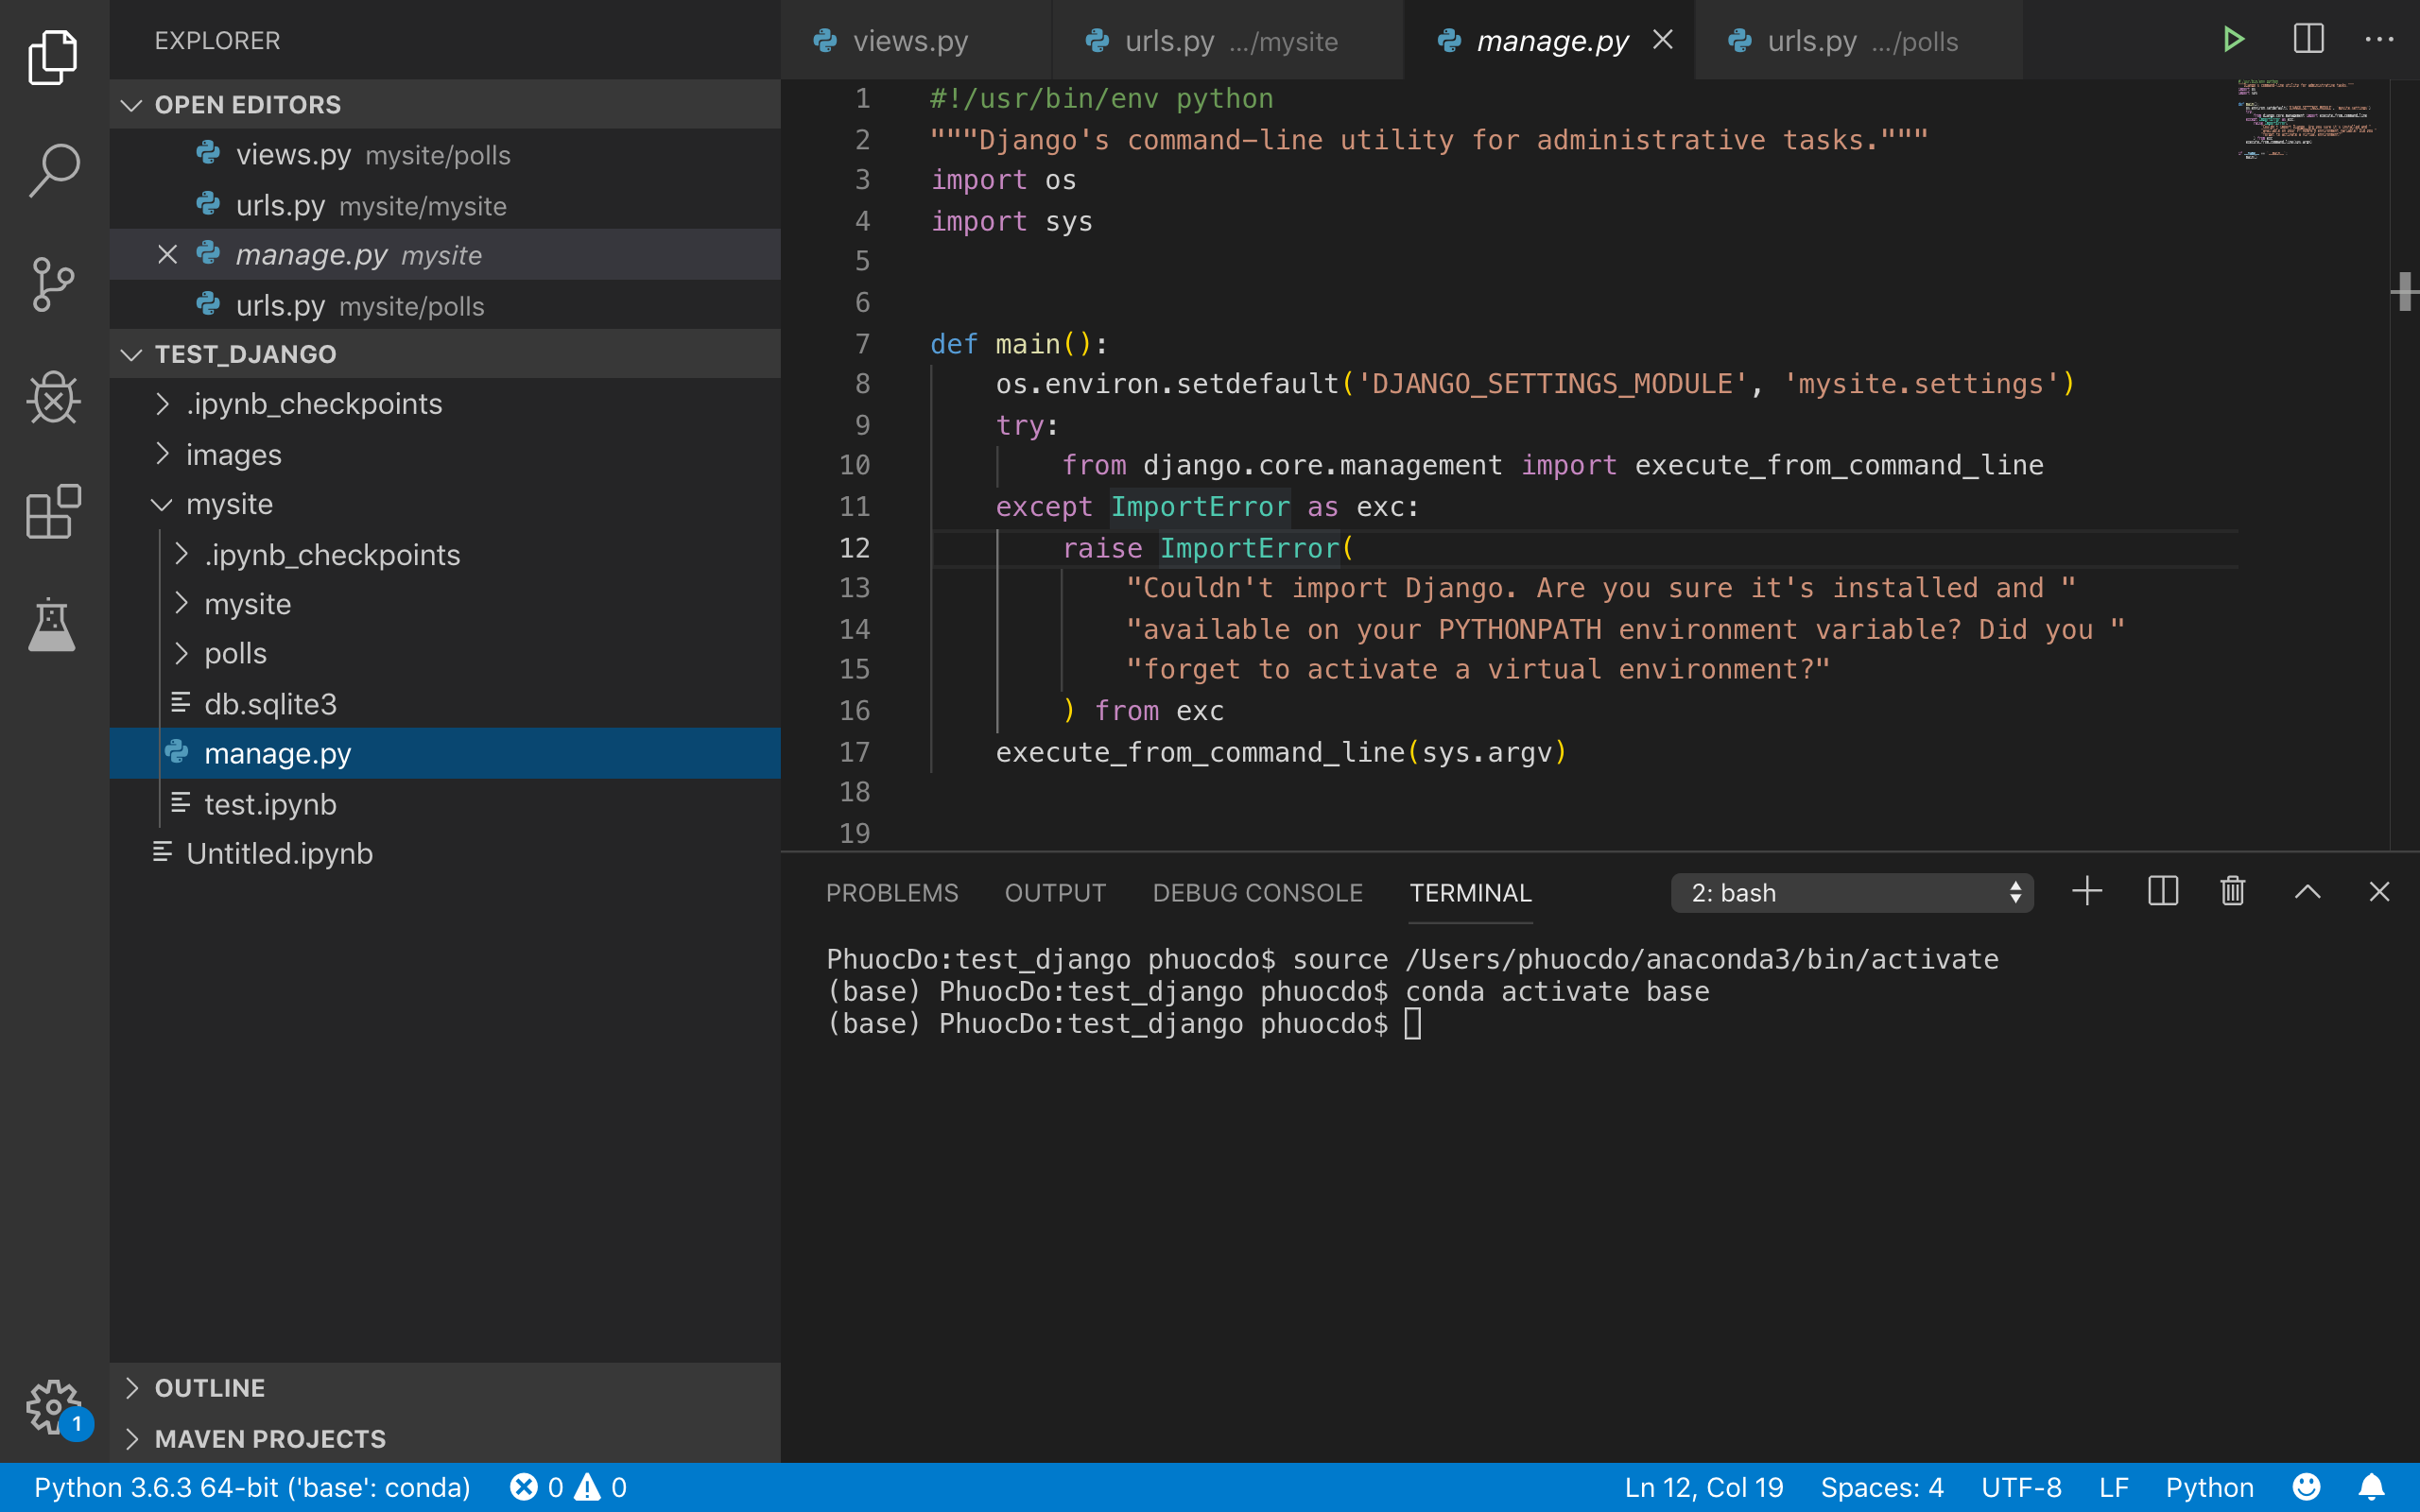 EXPLORER
OPEN EDITORS
views.py mysite/polls
urls.py mysite/mysite
manage.py mysite
urls.py mysite/polls
TEST_DJANGO
.ipynb_checkpoints
images
mysite
.ipynb_checkpoints
mysite
polls
db.sqlite3
manage.py
test.ipynb
Untitled.ipynb
OUTLINE
MAVEN PROJECTS
1
views.py urls.py .../mysite manage.py urls.py .../polls
1 #!/usr/bin/env python
2 """Django's command-line utility for administrative tasks."""
3 import os
4 import sys
5
6
7 def main():
8 os.environ.setdefault('DJANGO_SETTINGS_MODULE', 'mysite.settings')
9 try:
10 from django.core.management import execute_from_command_line
11 except ImportError as exc:
12 raise ImportError(
13 "Couldn't import Django. Are you sure it's installed and "
14 "available on your PYTHONPATH environment variable? Did you "
15 "forget to activate a virtual environment?"
16 ) from exc
17 execute_from_command_line(sys.argv)
18
19
PROBLEMS OUTPUT DEBUG CONSOLE TERMINAL 2: bash
PhuocDo:test_django phuocdo$ source /Users/phuocdo/anaconda3/bin/activate
(base) PhuocDo:test_django phuocdo$ conda activate base
(base) PhuocDo:test_django phuocdo$
Python 3.6.3 64-bit ('base': conda) 0 0 Ln 12, Col 19 Spaces: 4 UTF-8 LF Python